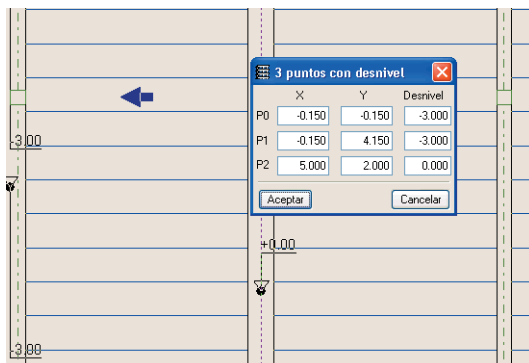 3 puntos con desnivel
X Y Desnivel
P0 -0.150 -0.150 -3.000
P1 -0.150 4.150 -3.000
P2 5.000 2.000 0.000
Aceptar Cancelar
-3.00
+0.00
-3.00